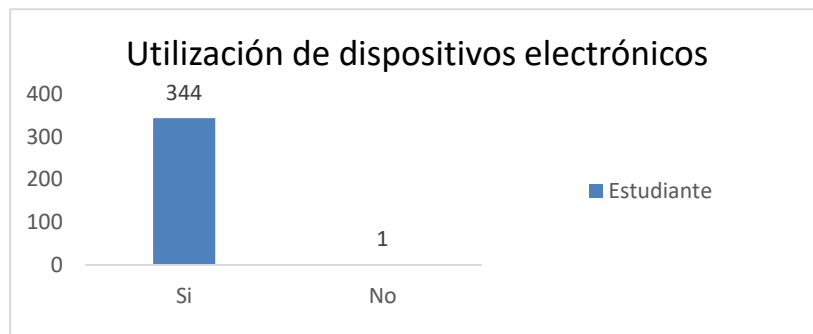 Utilización de dispositivos electrónicos
400
344
300
200
100
1
0
Si
No
Estudiante